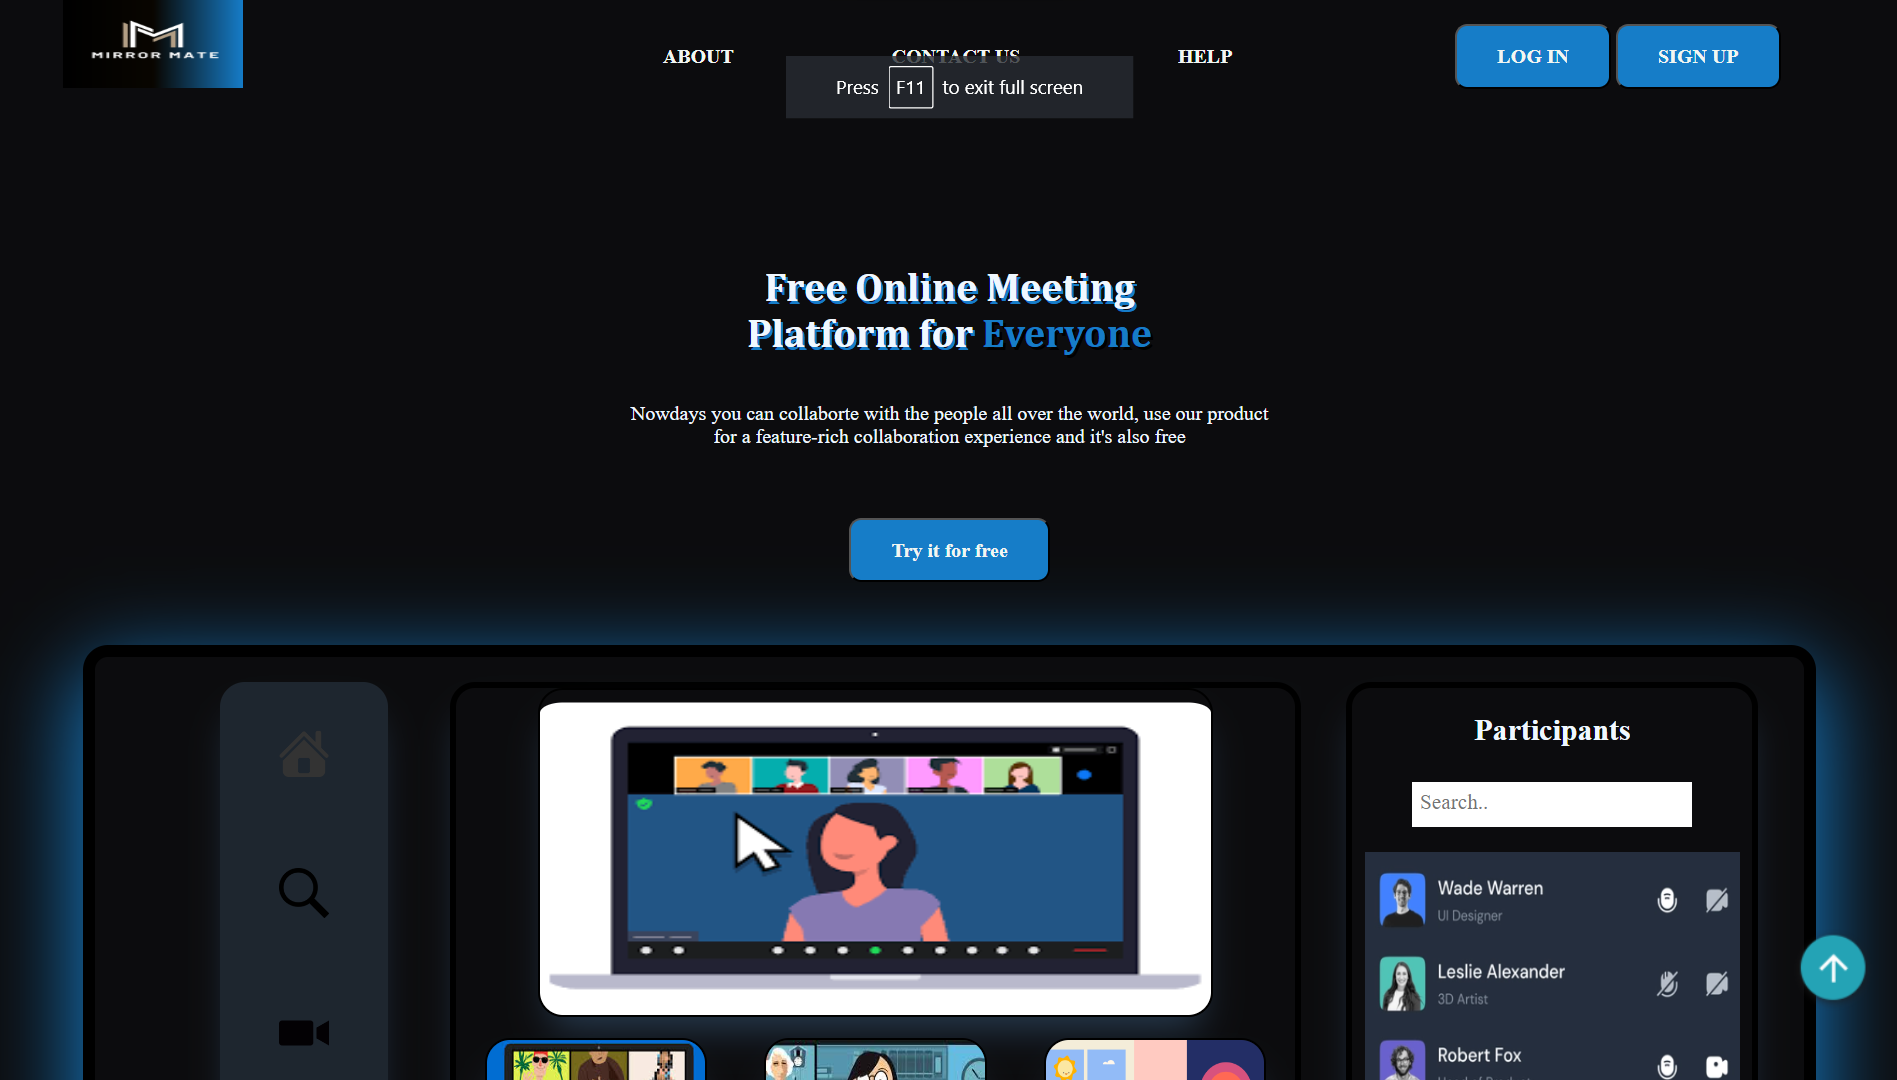 MIRROR MATE
ABOUT
CONTACT US
HELP
LOG IN
SIGN UP
Press F11 to exit full screen
Free Online Meeting
Platform for Everyone
Nowdays you can collaborte with the people all over the world, use our product
for a feature-rich collaboration experience and it's also free
Try it for free
Participants
Search..
Wade Warren
UI Designer
Leslie Alexander
3D Artist
Robert Fox